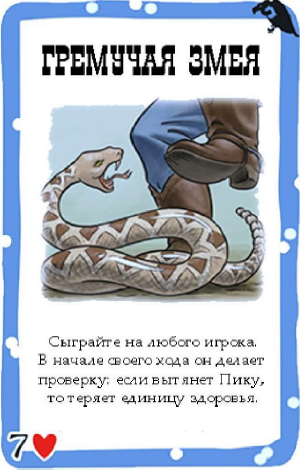 ГРЕМУЧАЯ ЗМЕЯ
Сыграйте на любого игрока.
В начале своего хода он делает
проверку: если вытянет Пику,
то теряет единицу здоровья.
7♥